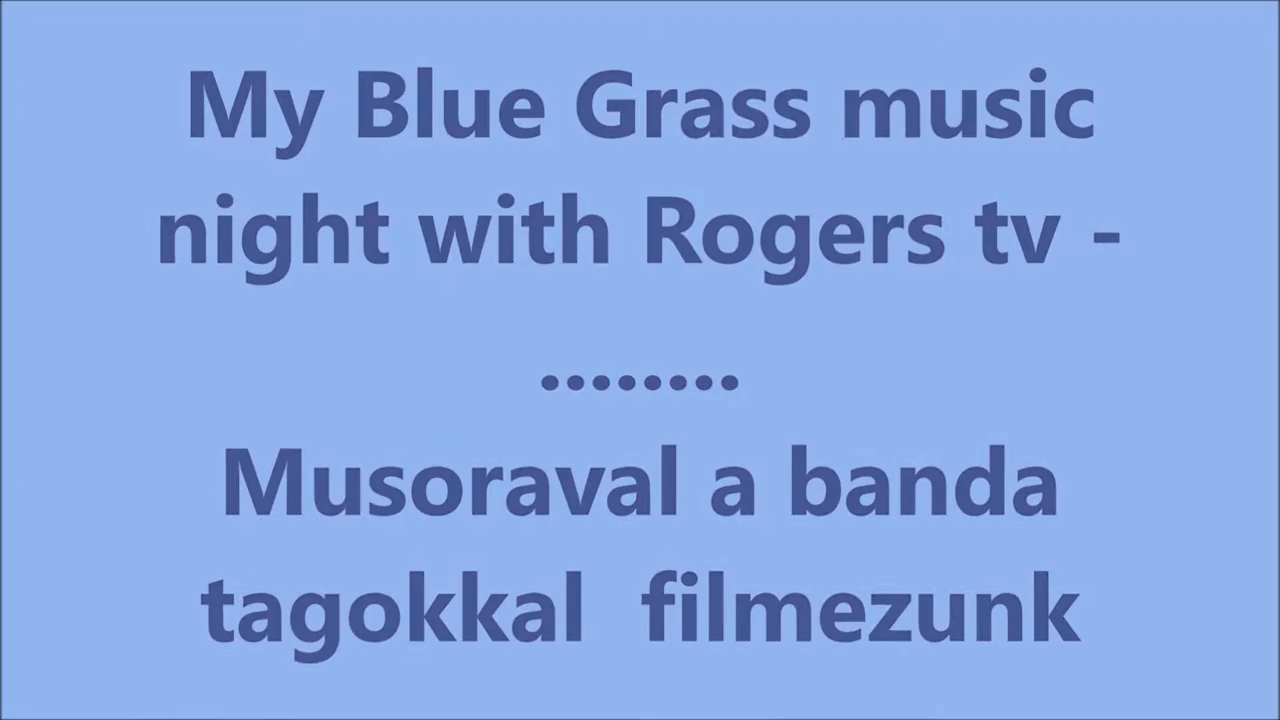 My Blue Grass music
night with Rogers tv -
........
Musoraval a banda
tagokkal  filmezunk